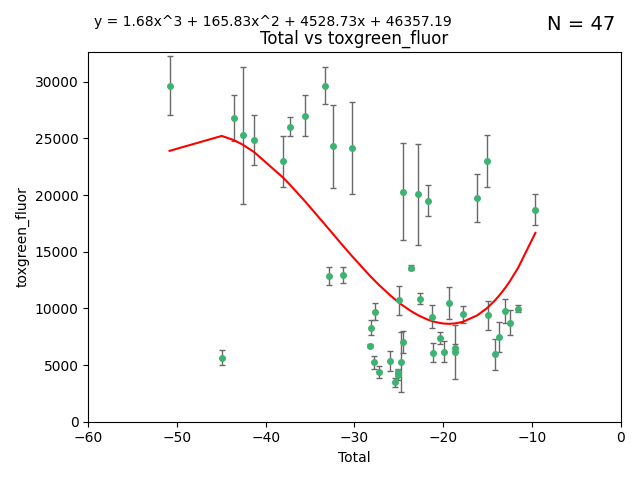 y = 1.68x^3 + 165.83x^2 + 4528.73x + 46357.19
N = 47
Total vs toxgreen_fluor
toxgreen_fluor
30000
25000
20000
15000
10000
5000
0
−60
−50
−40
−30
−20
−10
0
Total